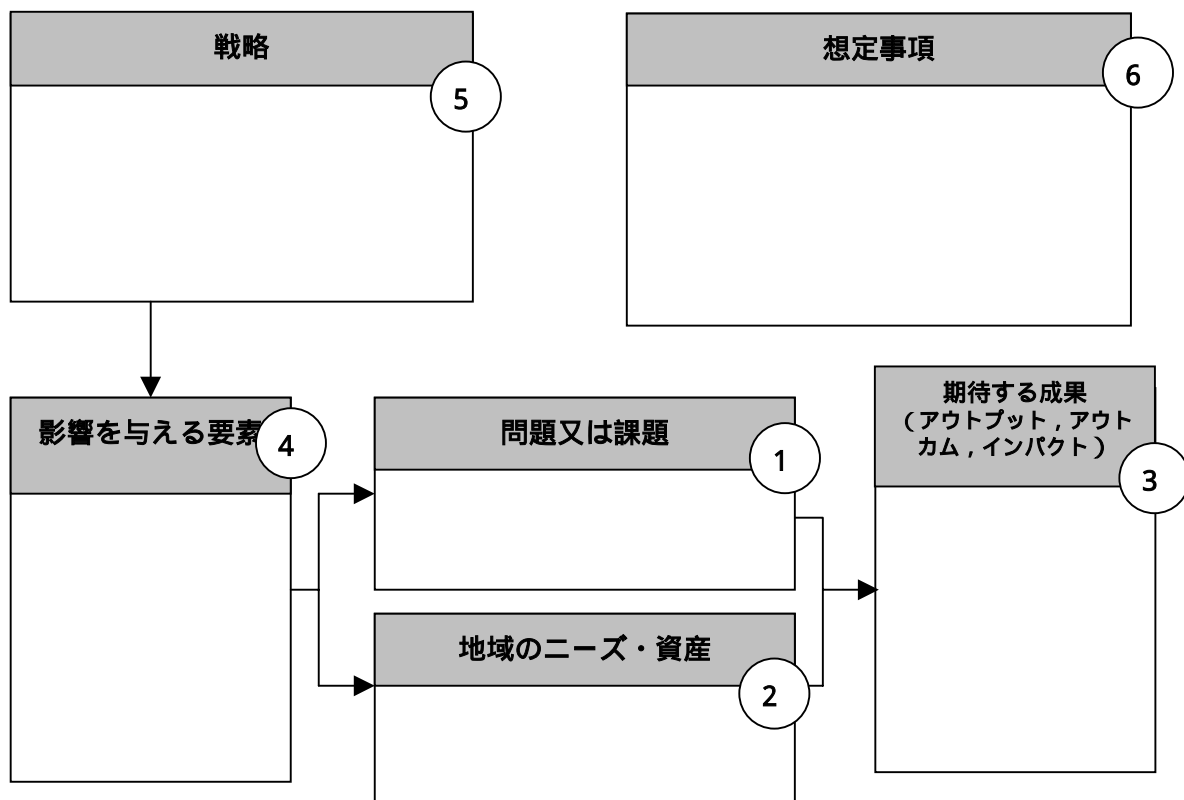 戦略
5
想定事項
6
影響を与える要素
4
問題又は課題
1
地域のニーズ・資産
2
期待する成果
（アウトプット，アウト
カム，インパクト）
3